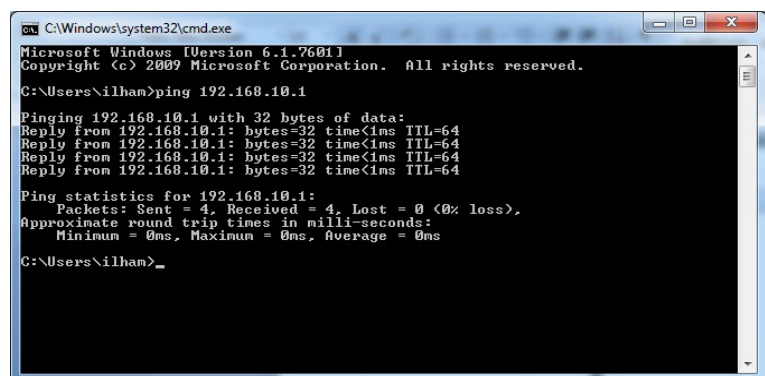 C:\Windows\system32\cmd.exe
Microsoft Windows [Version 6.1.7601]
Copyright (c) 2009 Microsoft Corporation.  All rights reserved.
C:\Users\ilham>ping 192.168.10.1
Pinging 192.168.10.1 with 32 bytes of data:
Reply from 192.168.10.1: bytes=32 time<1ms TTL=64
Reply from 192.168.10.1: bytes=32 time<1ms TTL=64
Reply from 192.168.10.1: bytes=32 time<1ms TTL=64
Reply from 192.168.10.1: bytes=32 time<1ms TTL=64
Ping statistics for 192.168.10.1:
    Packets: Sent = 4, Received = 4, Lost = 0 (0% loss),
Approximate round trip times in milli-seconds:
    Minimum = 0ms, Maximum = 0ms, Average = 0ms
C:\Users\ilham>_